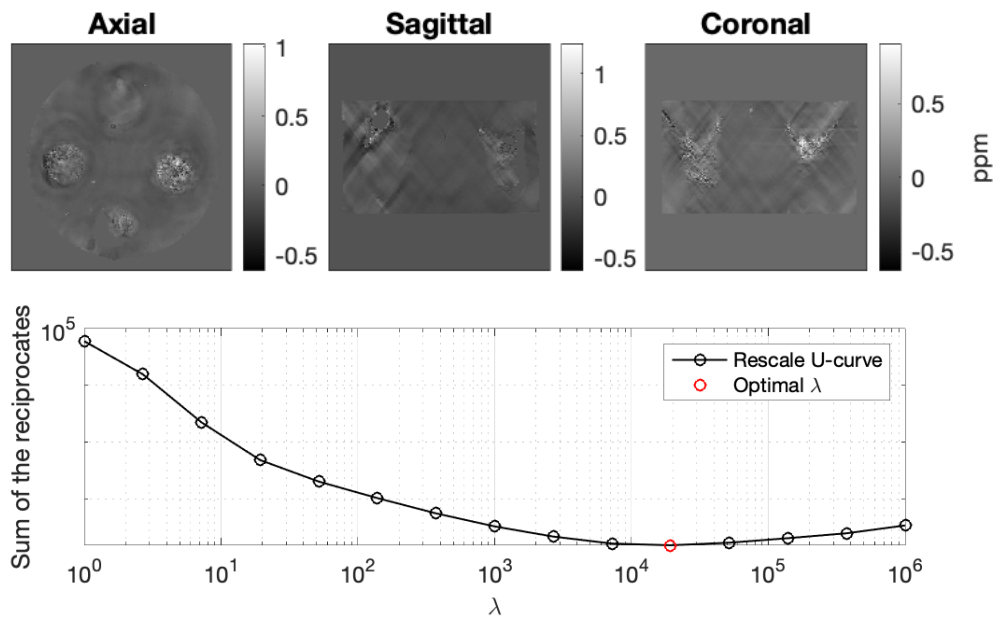 Axial Sagittal Coronal
1
0.5
0
-0.5
1
0.5
0
-0.5
0.5
0
-0.5
ppm
Sum of the reciprocates
10^5
Rescale U-curve
Optimal λ
10^0 10^1 10^2 10^3 10^4 10^5 10^6
λ